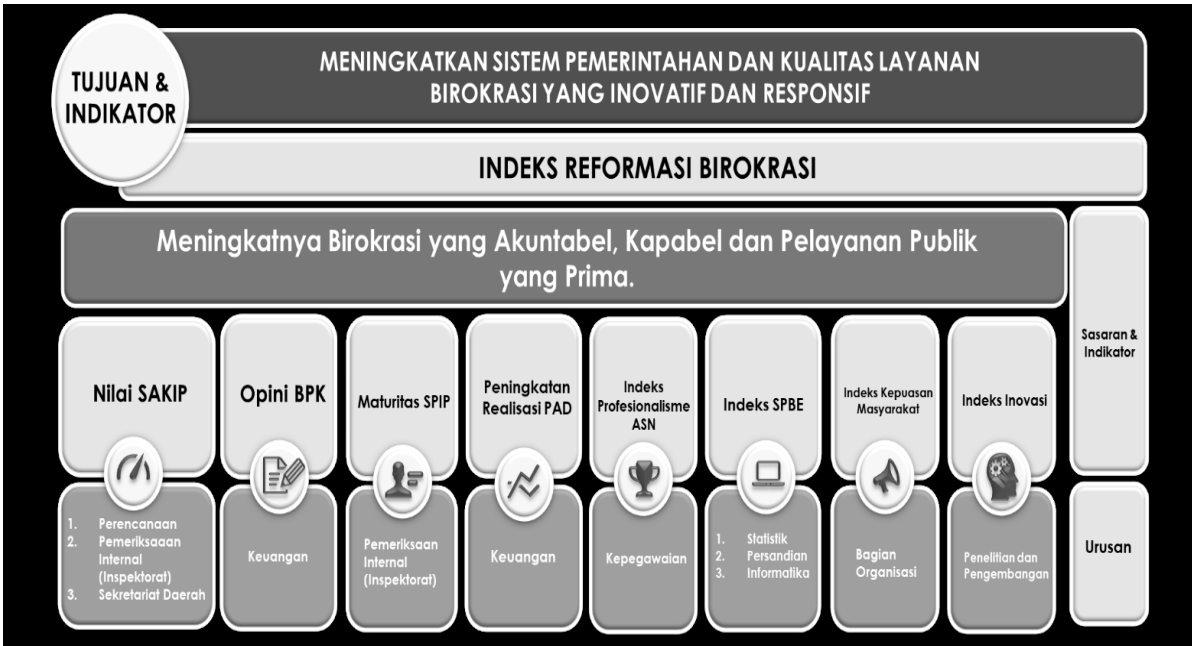 TUJUAN &
INDIKATOR
MENINGKATKAN SISTEM PEMERINTAHAN DAN KUALITAS LAYANAN
BIROKRASI YANG INOVATIF DAN RESPONSIF
INDEKS REFORMASI BIROKRASI
Meningkatnya Birokrasi yang Akuntabel, Kapabel dan Pelayanan Publik
yang Prima.
Sasaran &
Indikator
Nilai SAKIP
Opini BPK
Maturitas SPIP
Peningkatan
Realisasi PAD
Indeks
Profesionalisme
ASN
Indeks SPBE
Indeks Kepuasan
Masyarakat
Indeks Inovasi
1. Perencanaan
2. Pemeriksaaan
Internal
(Inspektorat)
3. Sekretariat Daerah
Keuangan
Pemeriksaan
Internal
(Inspektorat)
Keuangan
Kepegawaian
1. Statistik
2. Persandian
3. Informatika
Bagian
Organisasi
Penelitian dan
Pengembangan
Urusan